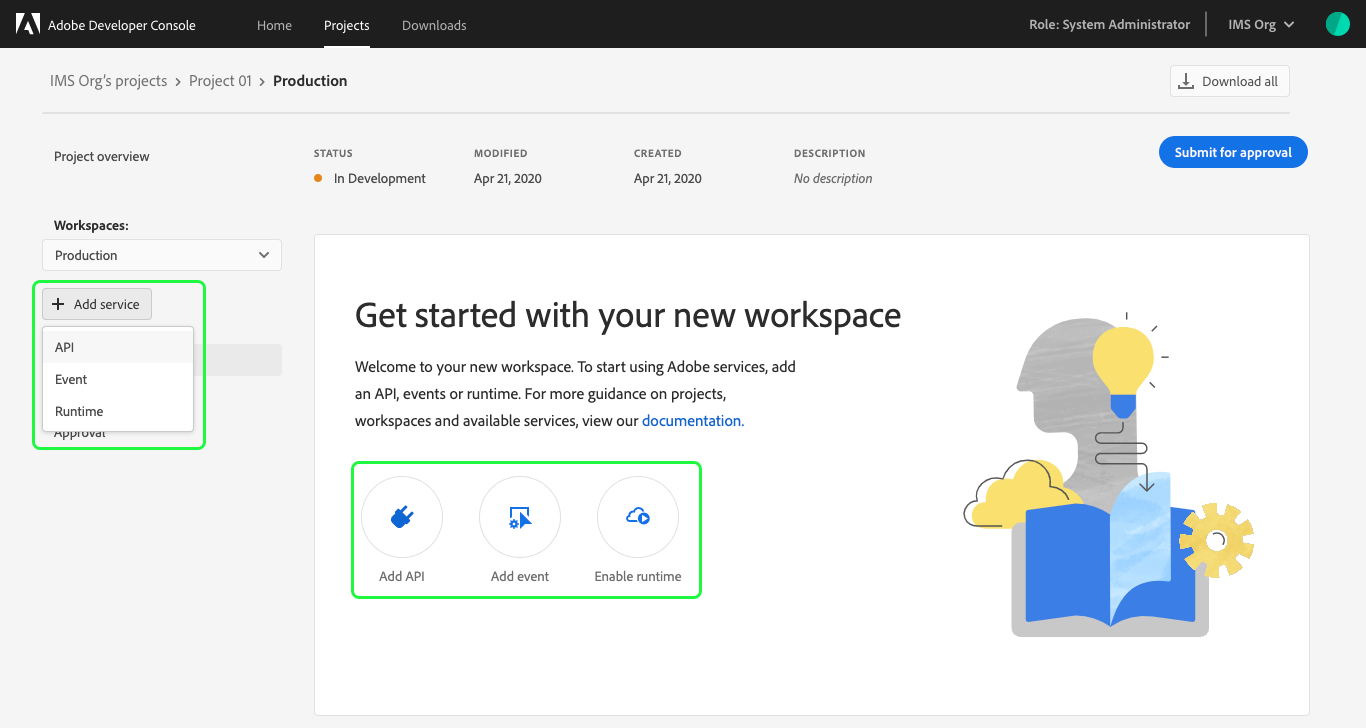 Adobe Developer Console
Home
Projects
Downloads
Role: System Administrator
IMS Org
IMS Org's projects > Project 01 > Production
Download all
Project overview
STATUS
In Development
MODIFIED
Apr 21, 2020
CREATED
Apr 21, 2020
DESCRIPTION
No description
Submit for approval
Workspaces:
Production
+ Add service
API
Event
Runtime
Approval
Get started with your new workspace
Welcome to your new workspace. To start using Adobe services, add
an API, events or runtime. For more guidance on projects,
workspaces and available services, view our documentation.
Add API
Add event
Enable runtime